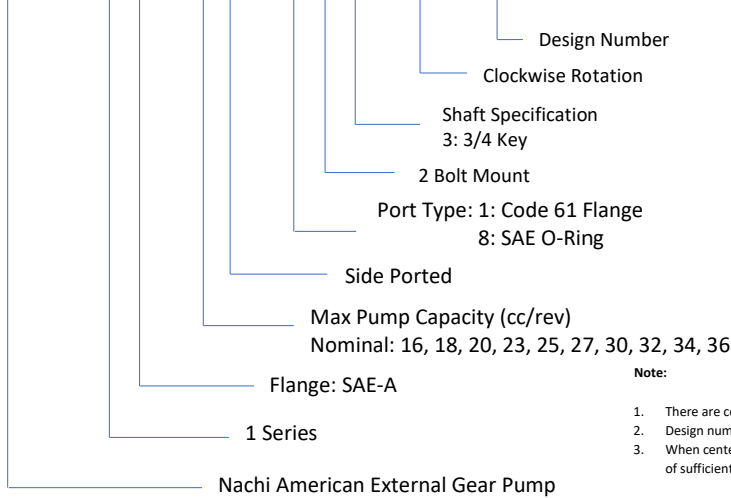 Design Number
Clockwise Rotation
Shaft Specification
3: 3/4 Key
2 Bolt Mount
Port Type: 1: Code 61 Flange
8: SAE O-Ring
Side Ported
Max Pump Capacity (cc/rev)
Nominal: 16, 18, 20, 23, 25, 27, 30, 32, 34, 36
Flange: SAE-A
1 Series
Nachi American External Gear Pump
Note:
1. There are
2. Design
3. When
of